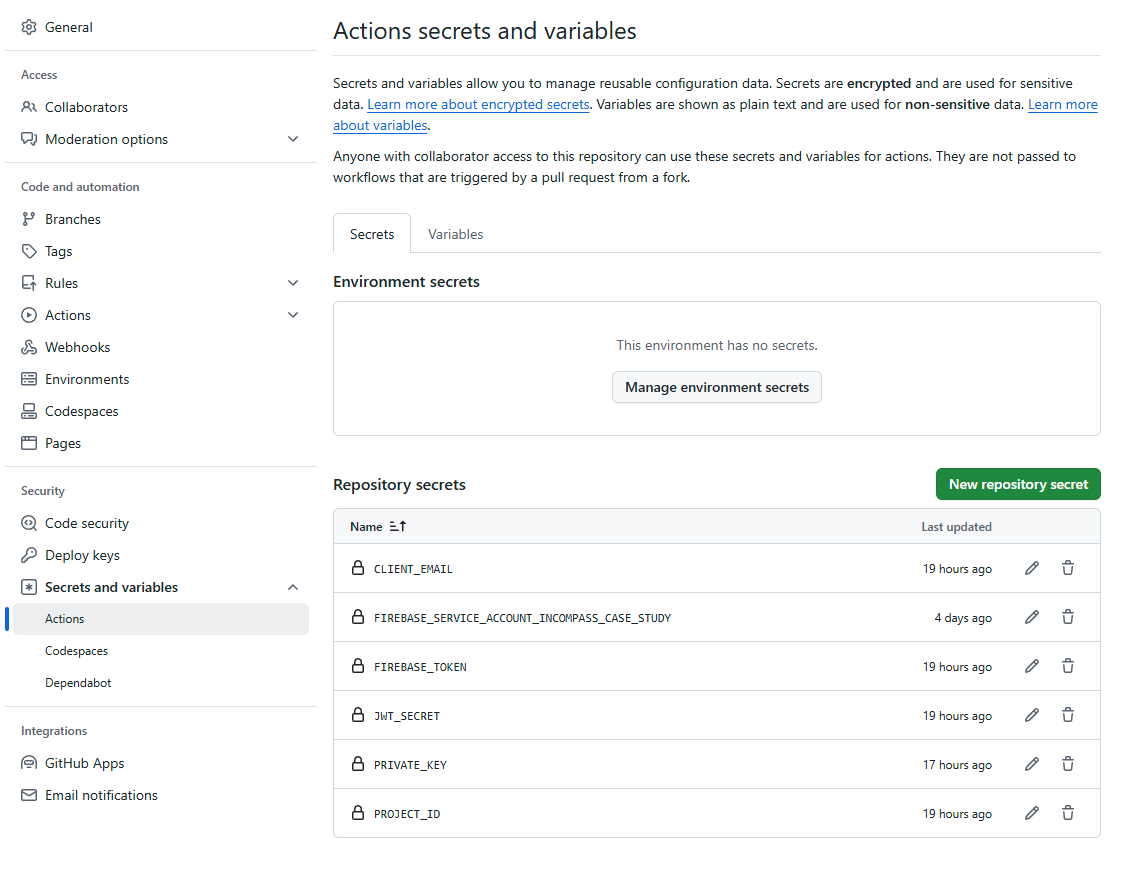 General
Access
Collaborators
Moderation options
Code and automation
Branches
Tags
Rules
Actions
Webhooks
Environments
Codespaces
Pages
Security
Code security
Deploy keys
Secrets and variables
Actions
Codespaces
Dependabot
Integrations
GitHub Apps
Email notifications
Actions secrets and variables
Secrets and variables allow you to manage reusable configuration data. Secrets are encrypted and are used for sensitive
data. Learn more about encrypted secrets. Variables are shown as plain text and are used for non-sensitive data. Learn more
about variables.
Anyone with collaborator access to this repository can use these secrets and variables for actions. They are not passed to
workflows that are triggered by a pull request from a fork.
Secrets Variables
Environment secrets
This environment has no secrets.
Manage environment secrets
Repository secrets New repository secret
Name Last updated
CLIENT_EMAIL 19 hours ago
FIREBASE_SERVICE_ACCOUNT_INCOMPASS_CASE_STUDY 4 days ago
FIREBASE_TOKEN 19 hours ago
JWT_SECRET 19 hours ago
PRIVATE_KEY 17 hours ago
PROJECT_ID 19 hours ago